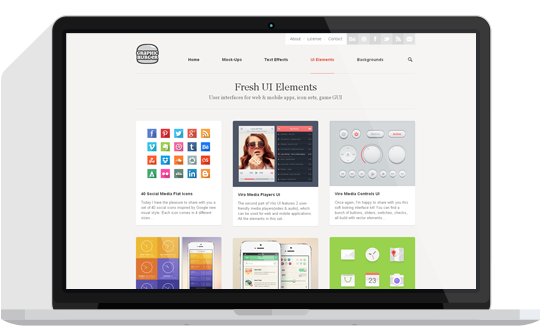 About
License
Contact
GRAPHIC
BURGER
Home
Mock-Ups
Text Effects
UI Elements
Backgrounds
Fresh UI Elements
User interfaces for web & mobile apps, icon sets, game GUI
40 Social Media Flat Icons
Today I have the pleasure to share with you a
set of 40 social icons inspired by Google new
visual style. Each icon comes in 4 different
sizes.
Vire Media Players UI
The second part of Vire UI features 2 user-
friendly media players(video & audio), which
can be used for web and mobile applications.
All the elements in this cell..
Vire Media Controls UI
Once again, I'm happy to share with you this
soft looking interface kit! You can find a
bunch of buttons, sliders, switches, checks,
all build with vector elements.
23